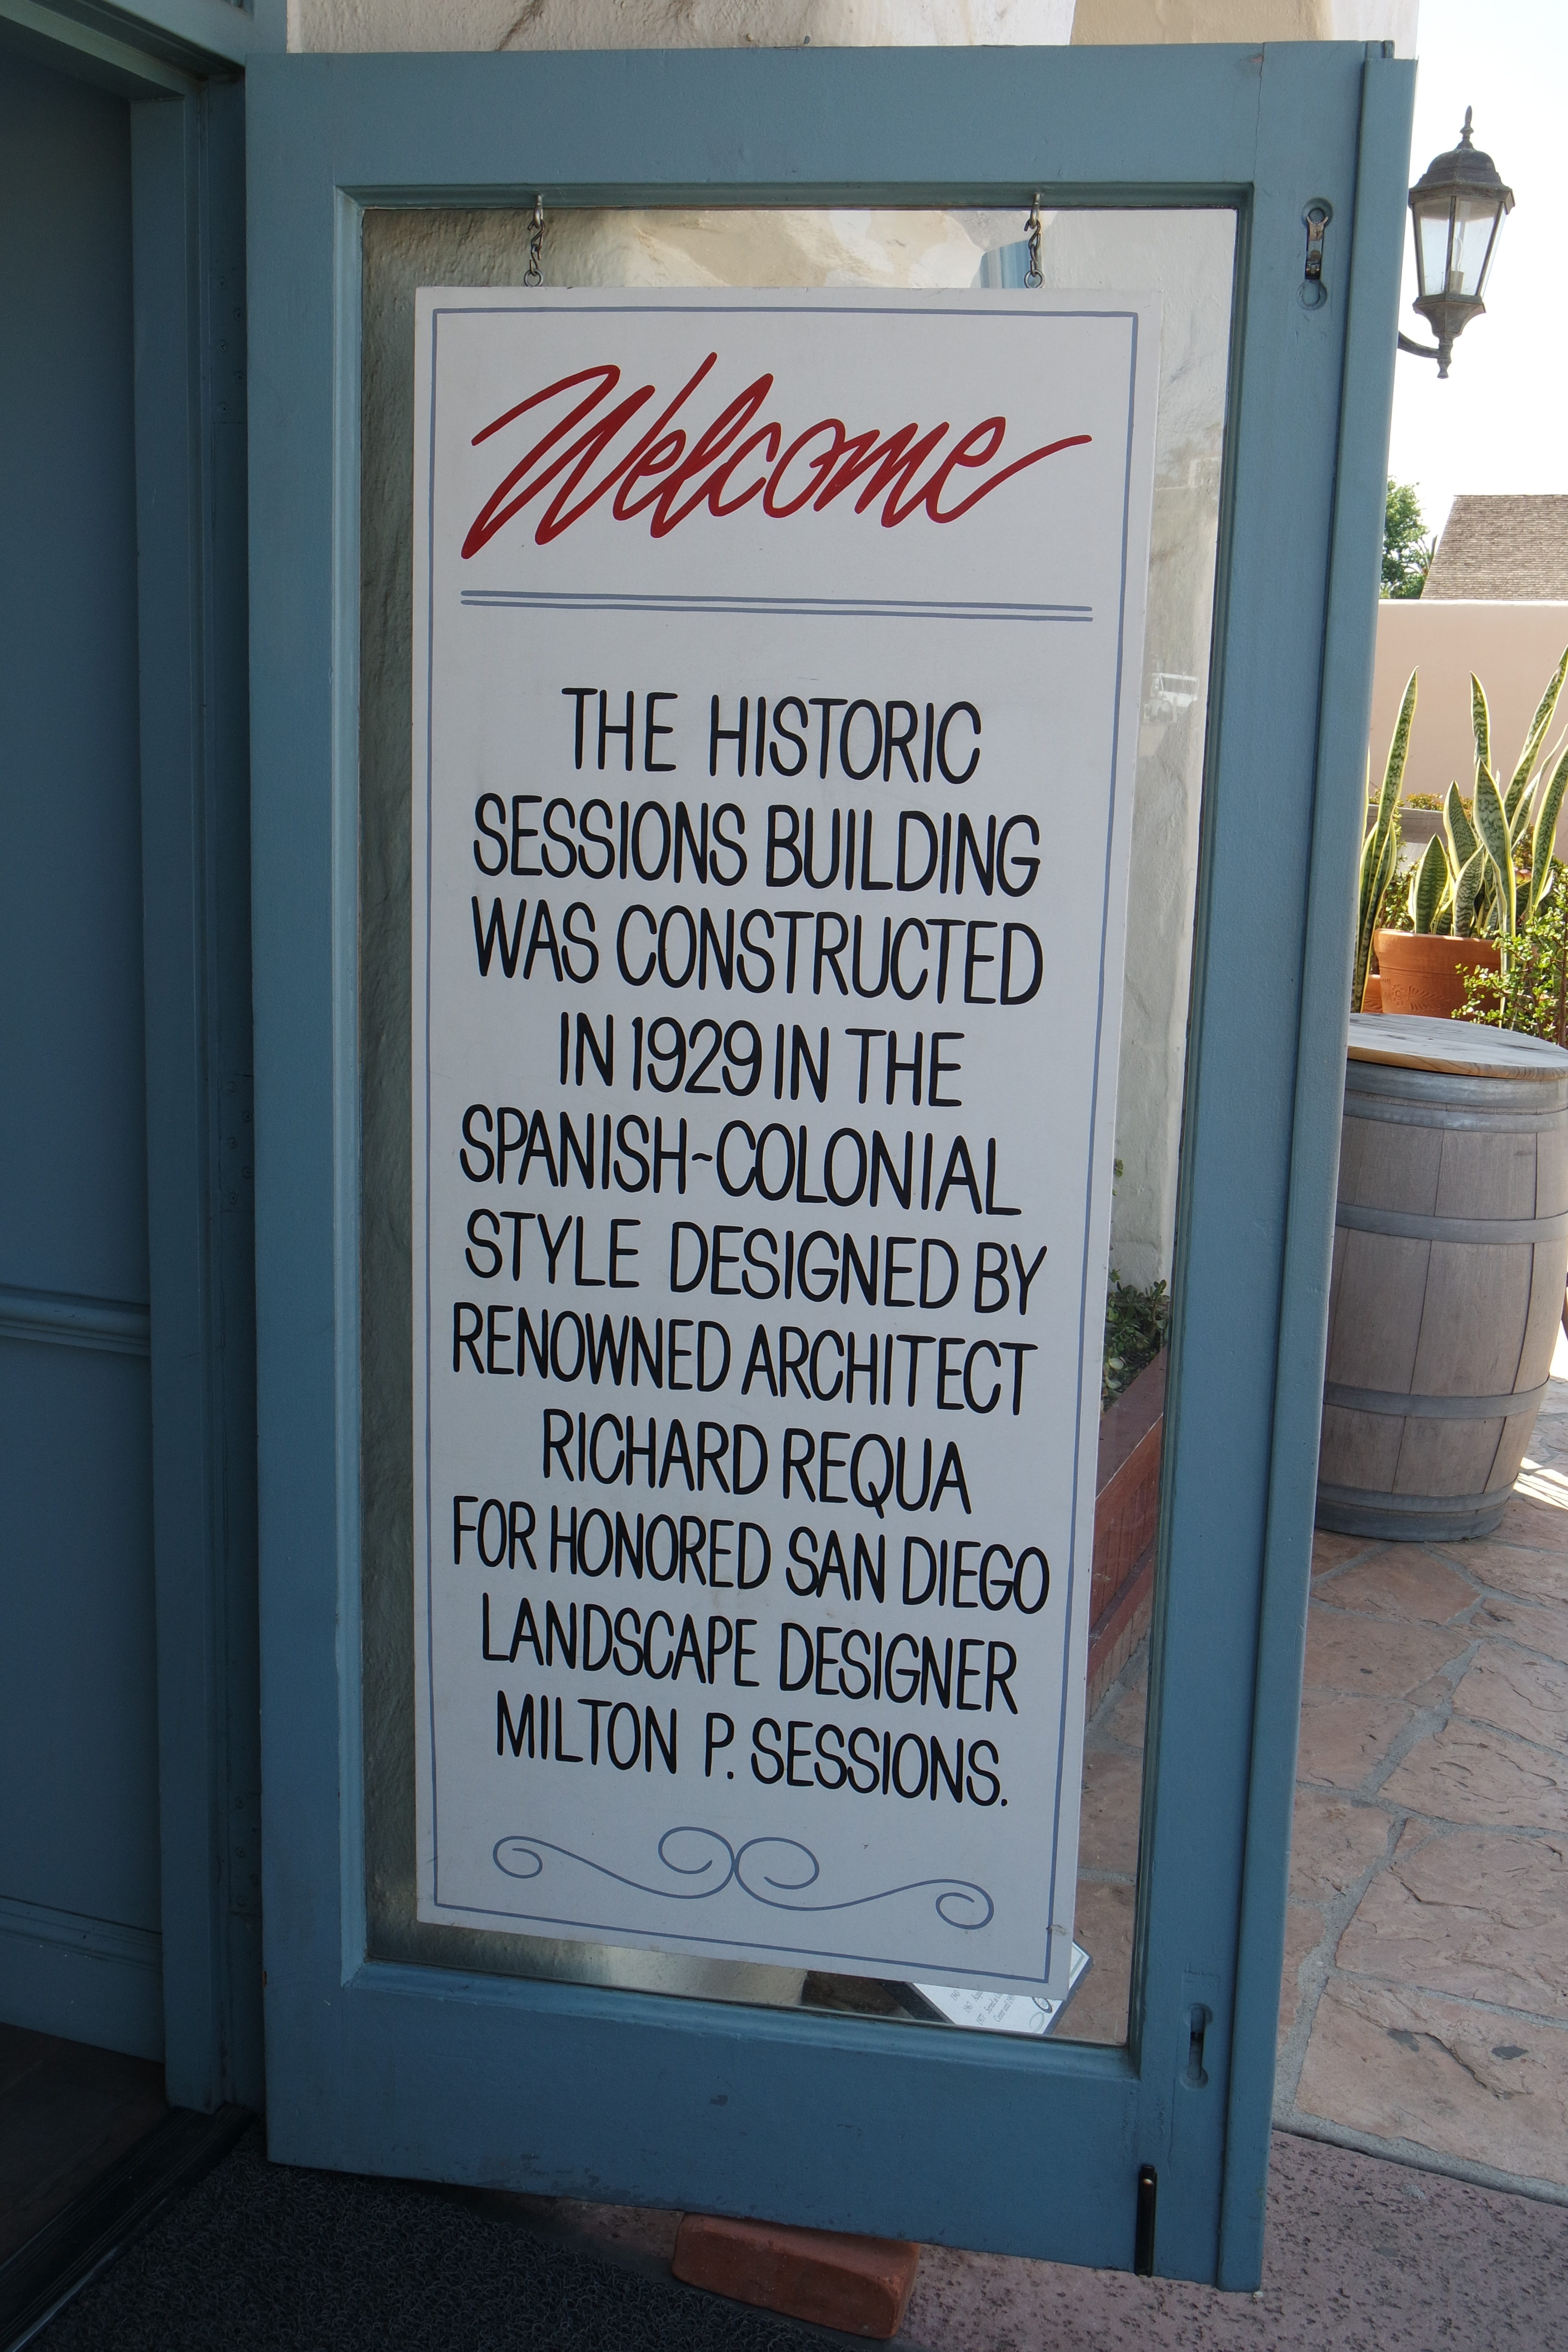 Welcome
THE HISTORIC
SESSIONS BUILDING
WAS CONSTRUCTED
IN 1929 IN THE
SPANISH-COLONIAL
STYLE DESIGNED BY
RENOWNED ARCHITECT
RICHARD REQUA
FOR HONORED SAN DIEGO
LANDSCAPE DESIGNER
MILTON P. SESSIONS.